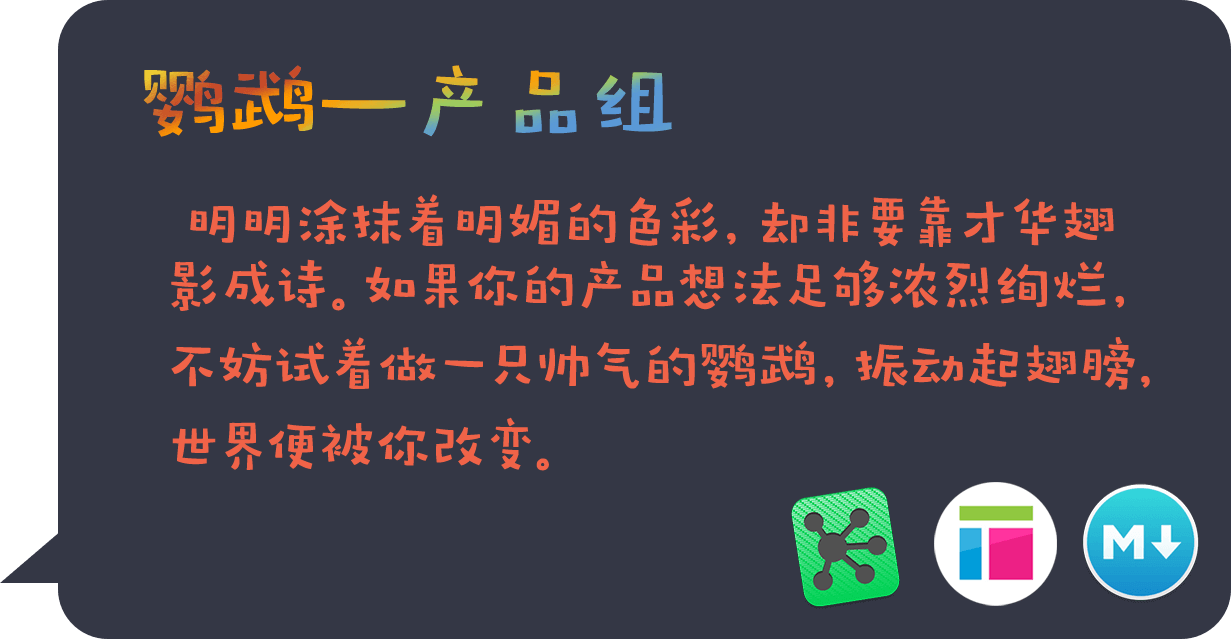 鹦鹉—产品组
明明涂抹着明媚的色彩，却非要靠才华翅
影成诗。如果你的产品想法足够浓烈绚烂，
不妨试着做一只帅气的鹦鹉，振动起翅膀，
世界便被你改变。
M